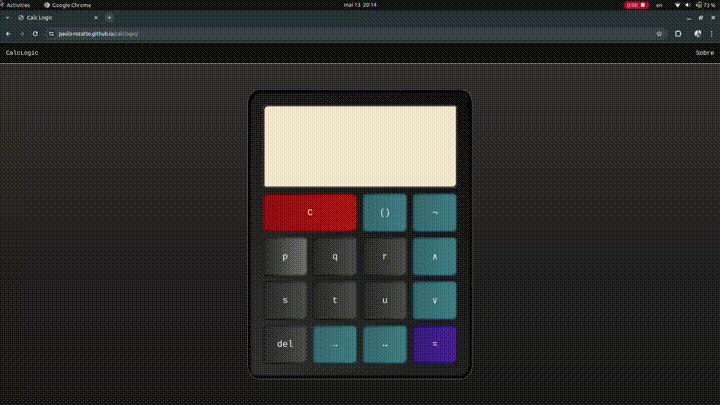 Activities Google Chrome mai 13 20:14 0:00 en 73 %
Calc Logic
paulo-rozatto.github.io/calclogic/
CalcLogic Sobre
C () ¬
p q r ∧
s t u ∨
del → ↔ =